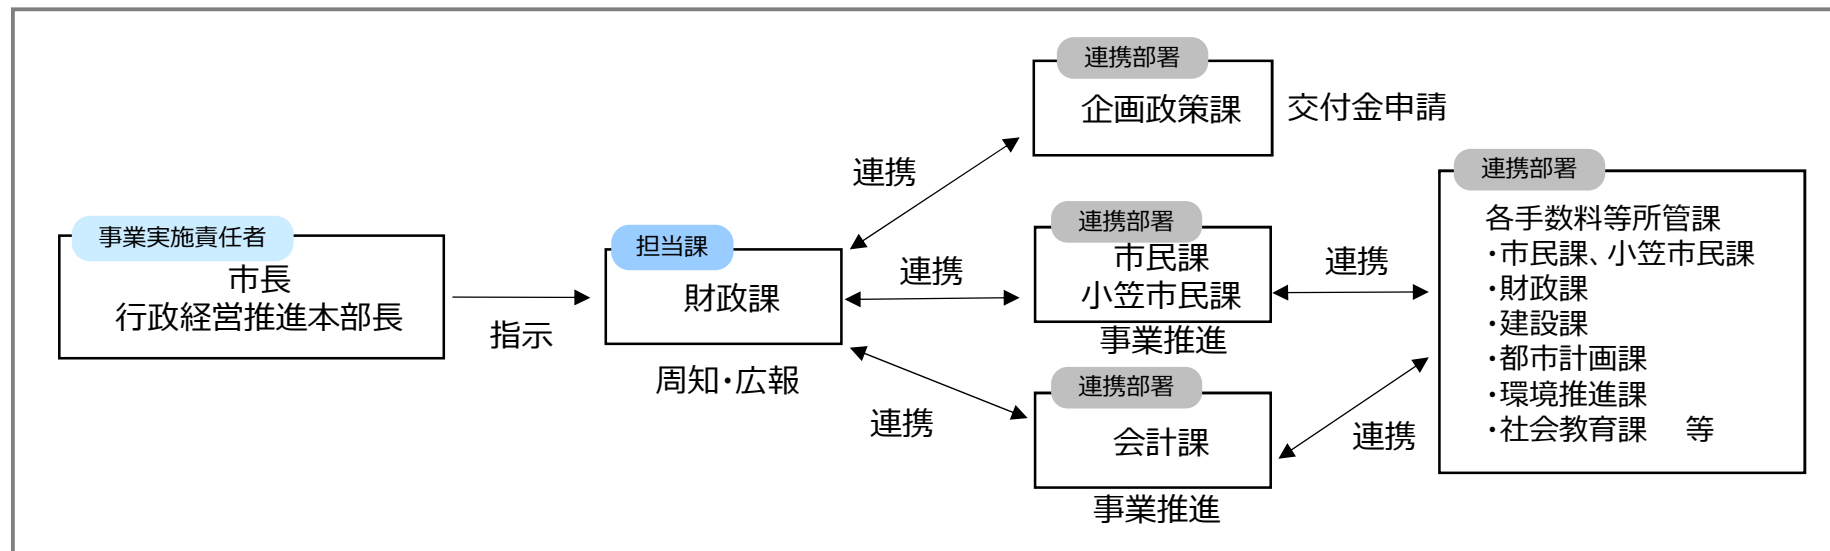 事業実施責任者
市長
行政経営推進本部長
指示
担当課
財政課
周知・広報
連携
連携
連携
連携部署
企画政策課
交付金申請
連携部署
市民課
小笠市民課
事業推進
連携部署
会計課
事業推進
連携
連携
連携部署
各手数料等所管課
・市民課、小笠市民課
・財政課
・建設課
・都市計画課
・環境推進課
・社会教育課　等